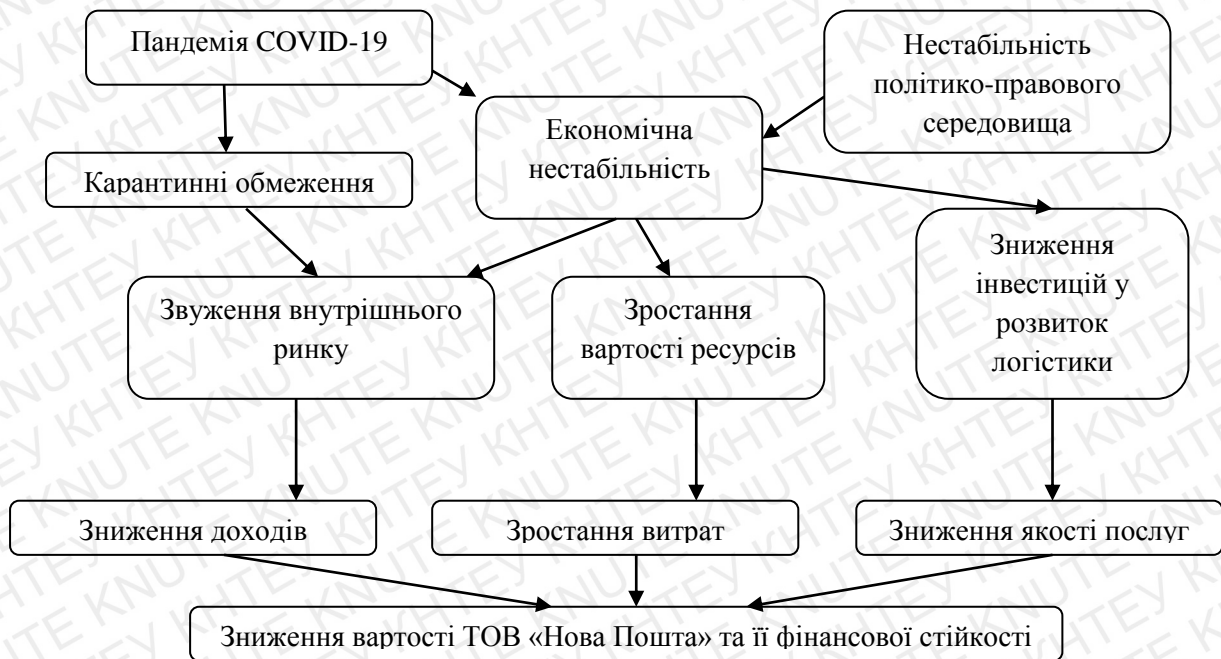 Пандемія COVID-19
Нестабільність
політико-правового
середовища
Економічна
нестабільність
Карантинні обмеження
Звуження внутрішнього
ринку
Зростання
вартості ресурсів
Зниження
інвестицій у
розвиток
логістики
Зниження доходів
Зростання витрат
Зниження якості послуг
Зниження вартості ТОВ «Нова Пошта» та її фінансової стійкості